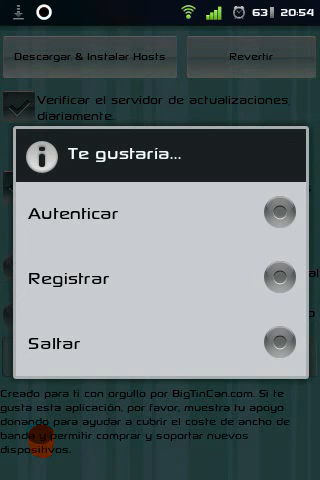 63 20:54
Descargar & Instalar Hosts
Revertir
Verificar el servidor de actualizaciones,
diariamente.
Te gustaría...
Autenticar
Registrar
Saltar
Creado para ti con orgullo por BigTinCan.com. Si te
gusta esta aplicación, por favor, muestra tu apoyo
donando para ayudar a cubrir el coste de ancho de
banda y permitir comprar y soportar nuevos
dispositivos.